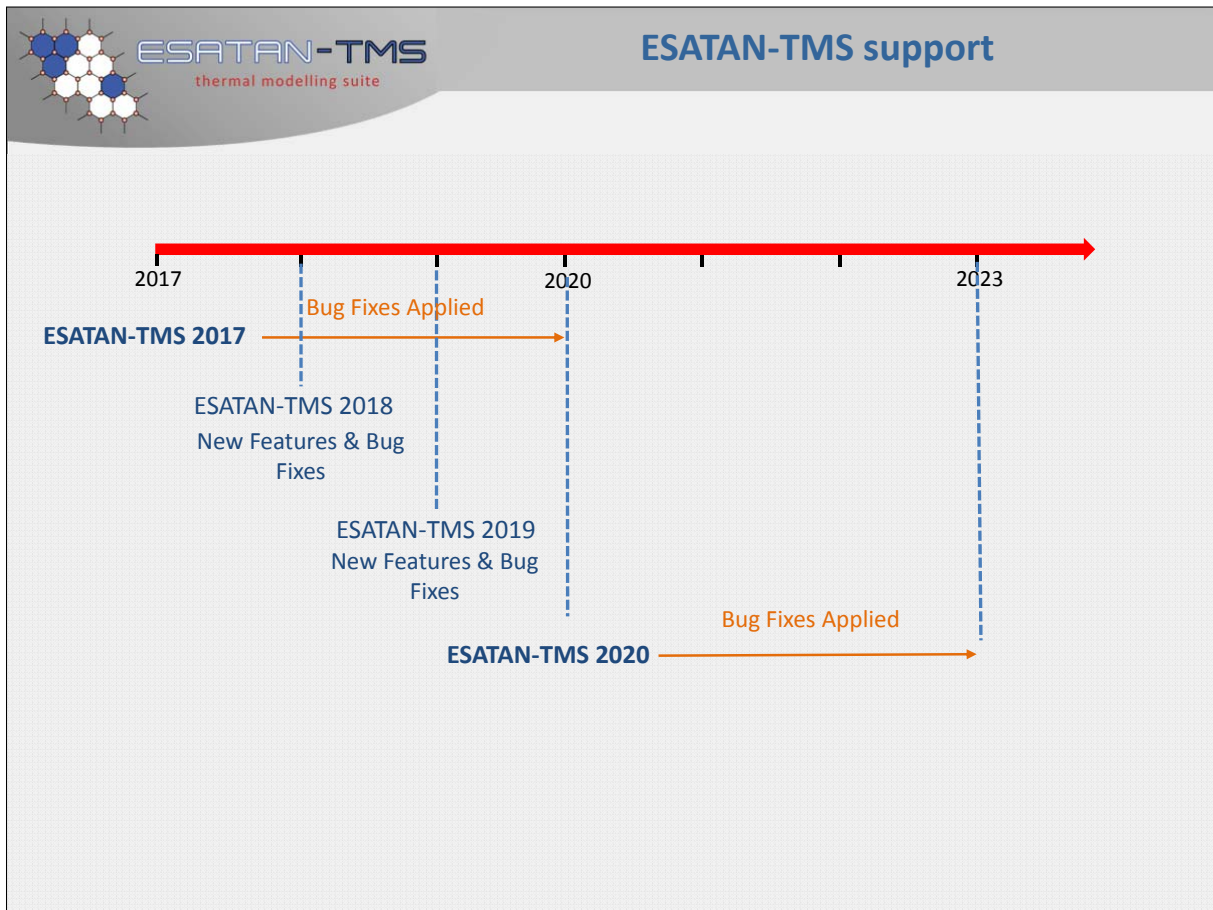 ESATAN-TMS
thermal modelling suite
ESATAN-TMS support
2017
2020
2023
Bug Fixes Applied
ESATAN-TMS 2017
ESATAN-TMS 2018
New Features & Bug
Fixes
ESATAN-TMS 2019
New Features & Bug
Fixes
Bug Fixes Applied
ESATAN-TMS 2020